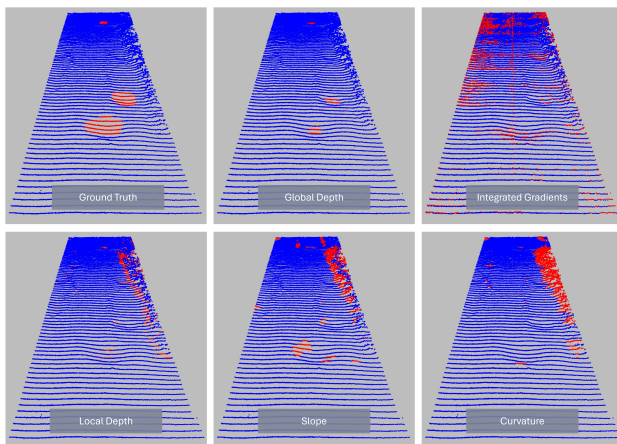 Ground Truth
Global Depth
Integrated Gradients
Local Depth
Slope
Curvature